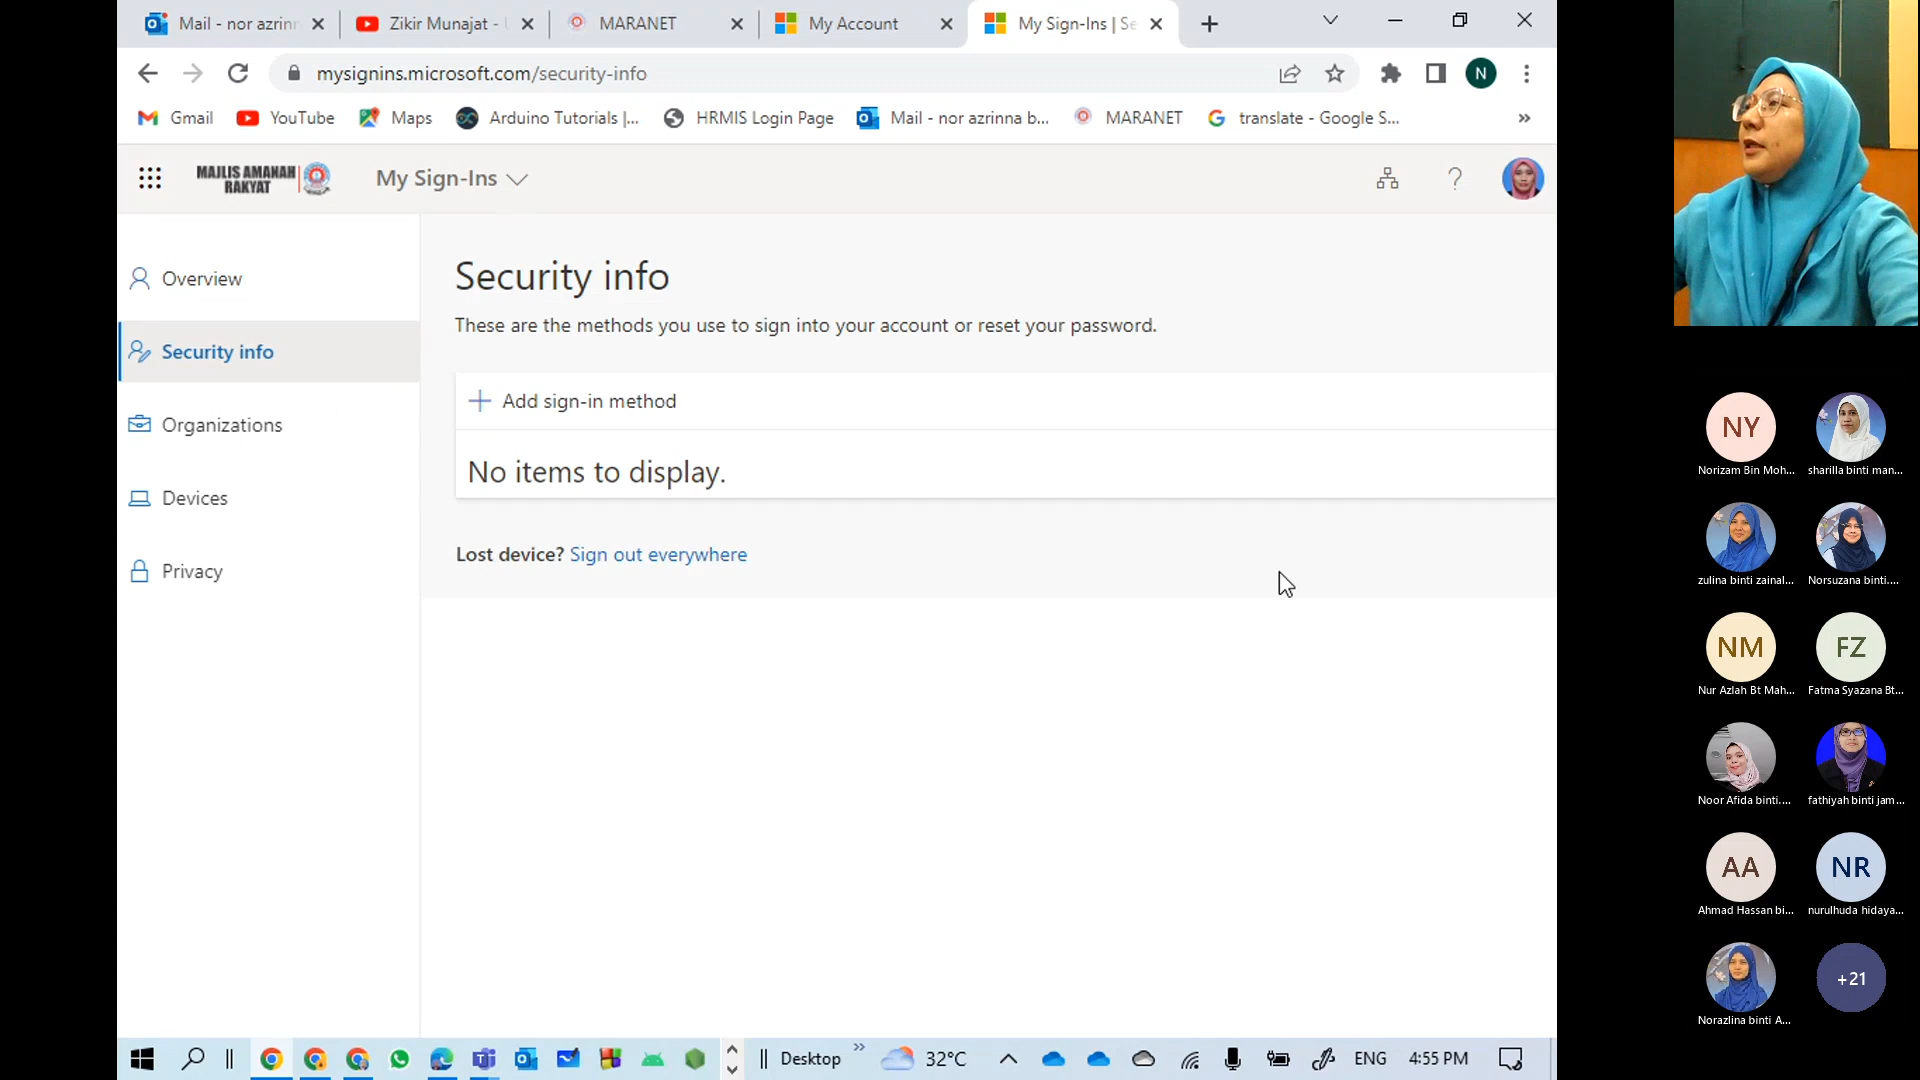 Mail - nor azrinn
Zikir Munajat -
MARANET
My Account
My Sign-Ins | Se
mysignins.microsoft.com/security-info
N
Gmail
YouTube
Maps
Arduino Tutorials |...
HRMIS Login Page
Mail - nor azrinna b...
MARANET
translate - Google S...
»
MAJLIS AMANAH
RAKYAT
My Sign-Ins
?
Overview
Security info
Organizations
Devices
Privacy
Security info
These are the methods you use to sign into your account or reset your password.
Add sign-in method
No items to display.
Lost device? Sign out everywhere
NY
Norizam Bin Moh...
sharilla binti man...
zulina binti zainal...
Norsuzana binti....
NM
Nur Azlah Bt Mah...
FZ
Fatma Syazana Bt...
Noor Afida binti....
fathiyah binti jam...
AA
Ahmad Hassan bi...
NR
nurulhuda hidaya...
Norazlina binti A...
+21
Desktop
»
32°C
ENG
4:55 PM